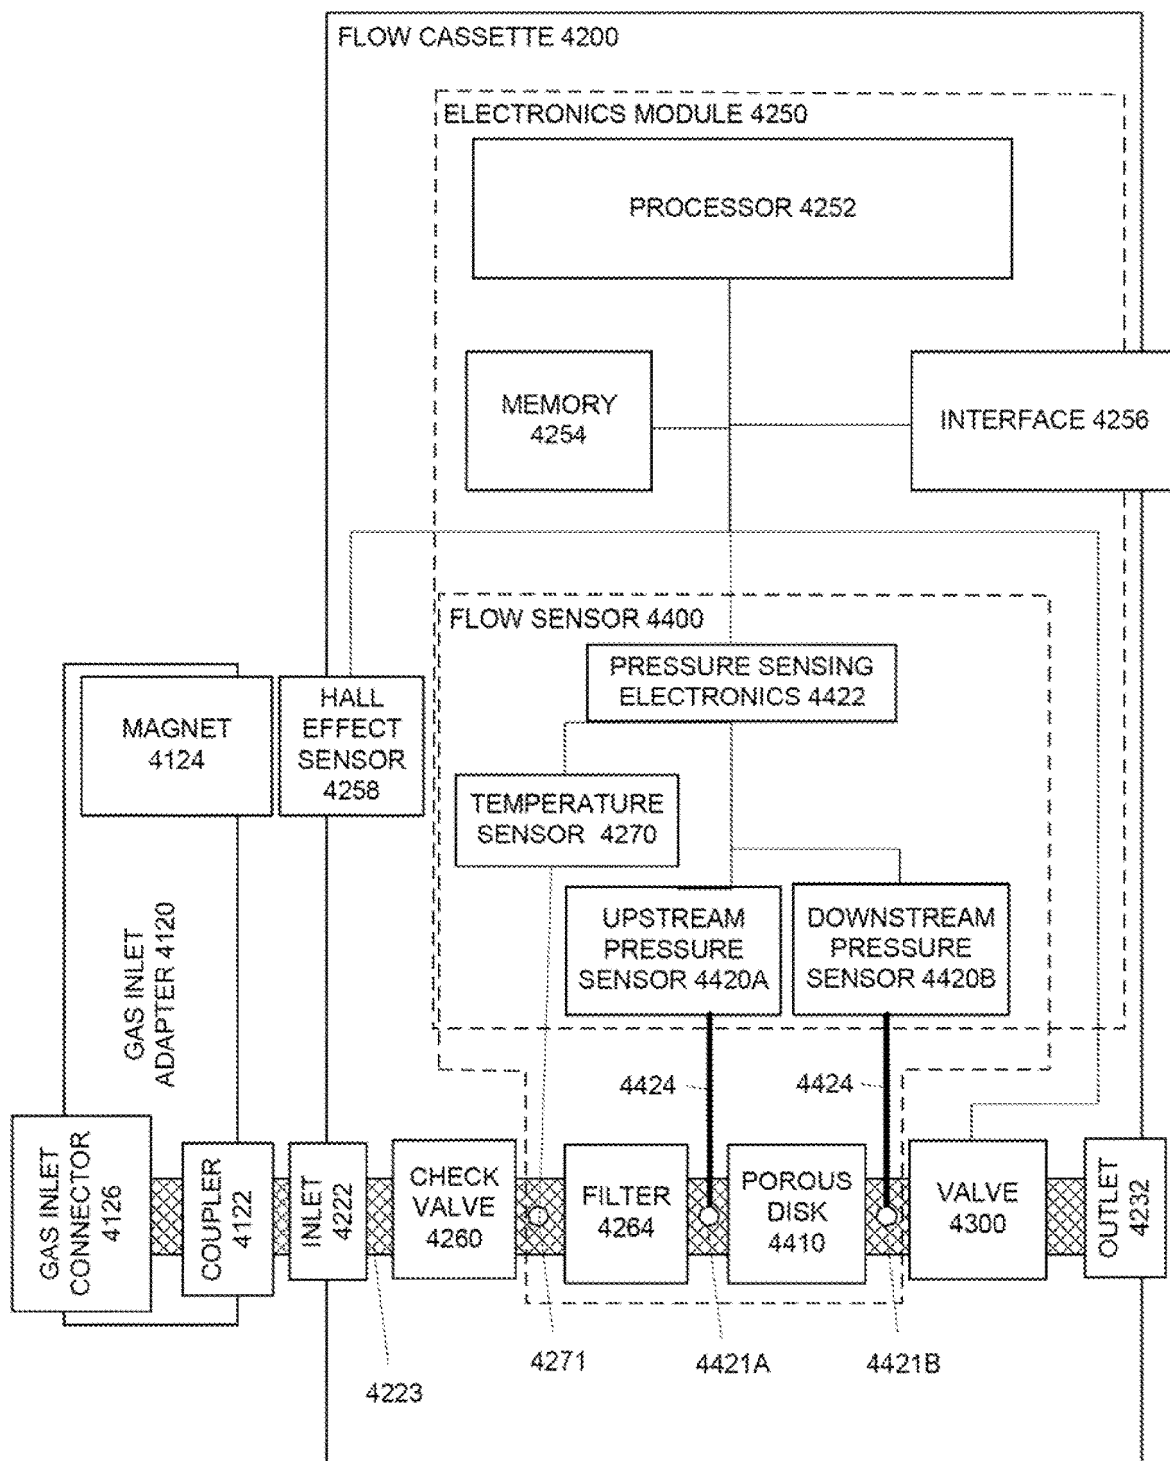 FLOW CASSETTE 4200
ELECTRONICS MODULE 4250
PROCESSOR 4252
MEMORY
4254
INTERFACE 4256
FLOW SENSOR 4400
PRESSURE SENSING
ELECTRONICS 4422
MAGNET
4124
HALL
EFFECT
SENSOR
4258
TEMPERATURE
SENSOR 4270
UPSTREAM
PRESSURE
SENSOR 4420A
DOWNSTREAM
PRESSURE
SENSOR 4420B
GAS INLET
ADAPTER 4120
4424
4424
GAS INLET
CONNECTOR
4126
COUPLER
4122
INLET
4222
CHECK
VALVE
4260
FILTER
4264
POROUS
DISK
4410
VALVE
4300
OUTLET
4232
4223
4271
4421A
4421B